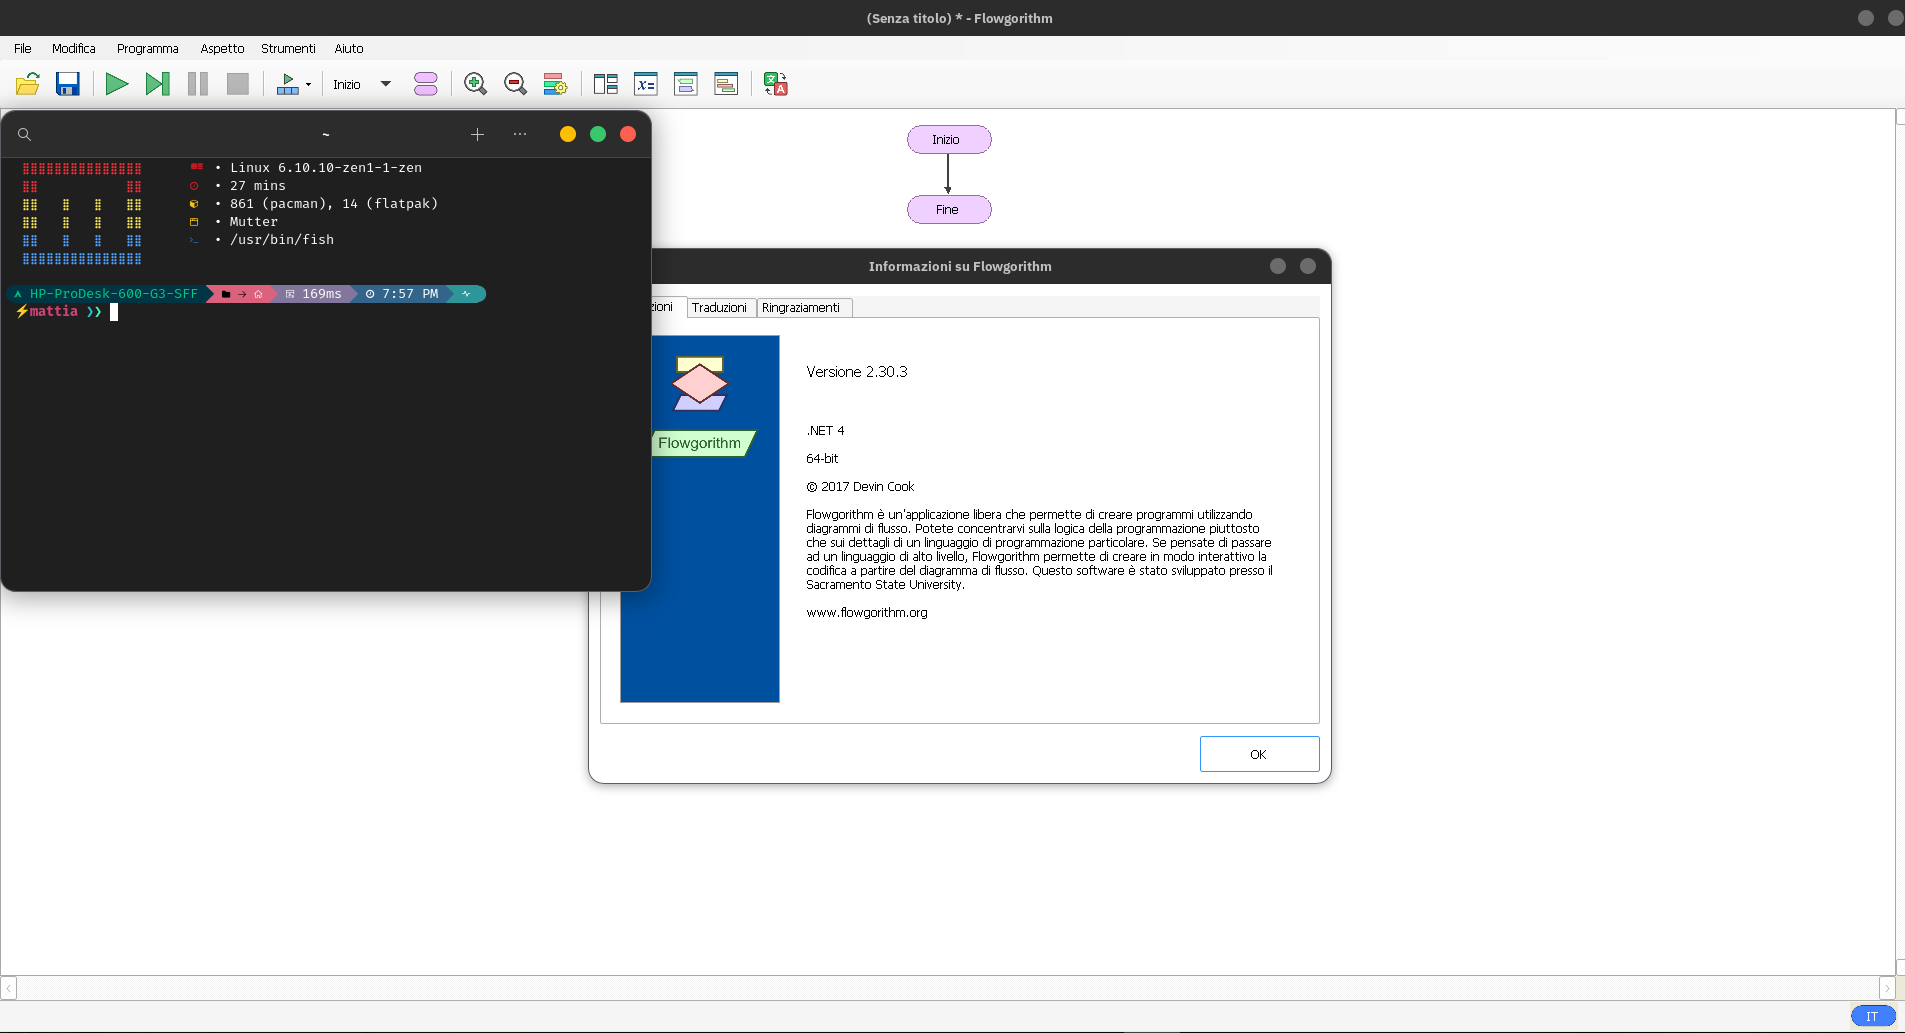 (Senza titolo) * - Flowgorithm
File Modifica Programma Aspetto Strumenti Aiuto
Inizio
~
• Linux 6.10.10-zen1-1-zen
• 27 mins
• 861 (pacman), 14 (flatpak)
• Mutter
• /usr/bin/fish
HP-ProDesk-600-G3-SFF → 169ms 7:57 PM
⚡mattia ❯❯
Inizio
Fine
Informazioni su Flowgorithm
zioni Traduzioni Ringraziamenti
Flowgorithm
Versione 2.30.3
.NET 4
64-bit
© 2017 Devin Cook
Flowgorithm è un'applicazione libera che permette di creare programmi utilizzando
diagrammi di flusso. Potete concentrarvi sulla logica della programmazione piuttosto
che sui dettagli di un linguaggio di programmazione particolare. Se pensate di passare
ad un linguaggio di alto livello, Flowgorithm permette di creare in modo interattivo la
codifica a partire del diagramma di flusso. Questo software è stato sviluppato presso il
Sacramento State University.
www.flowgorithm.org
OK
IT